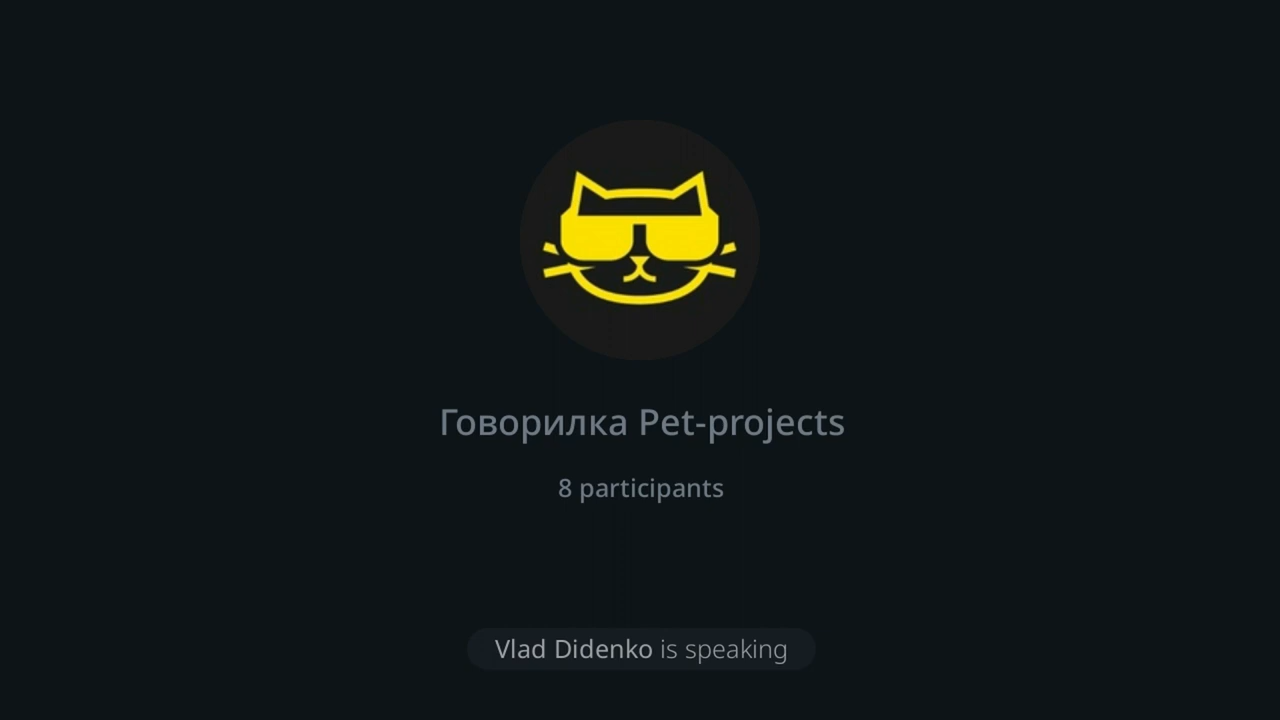 Говорилка Pet-projects
8 participants
Vlad Didenko is speaking